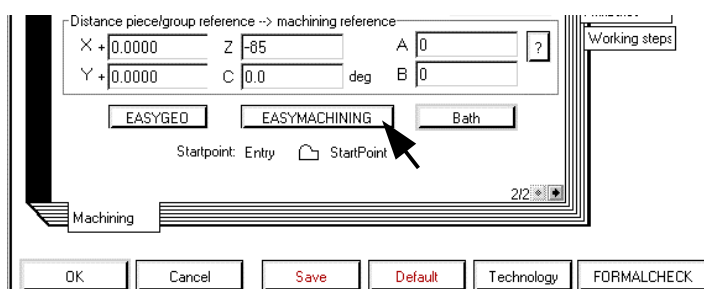 Distance piece/group reference --> machining reference
X + 0.0000 Z -85 A 0 ?
Working steps
Y + 0.0000 C 0.0 deg B 0
EASYGEO EASYMACHINING Bath
Startpoint: Entry StartPoint
2/2
Machining
OK Cancel Save Default Technology FORMALCHECK